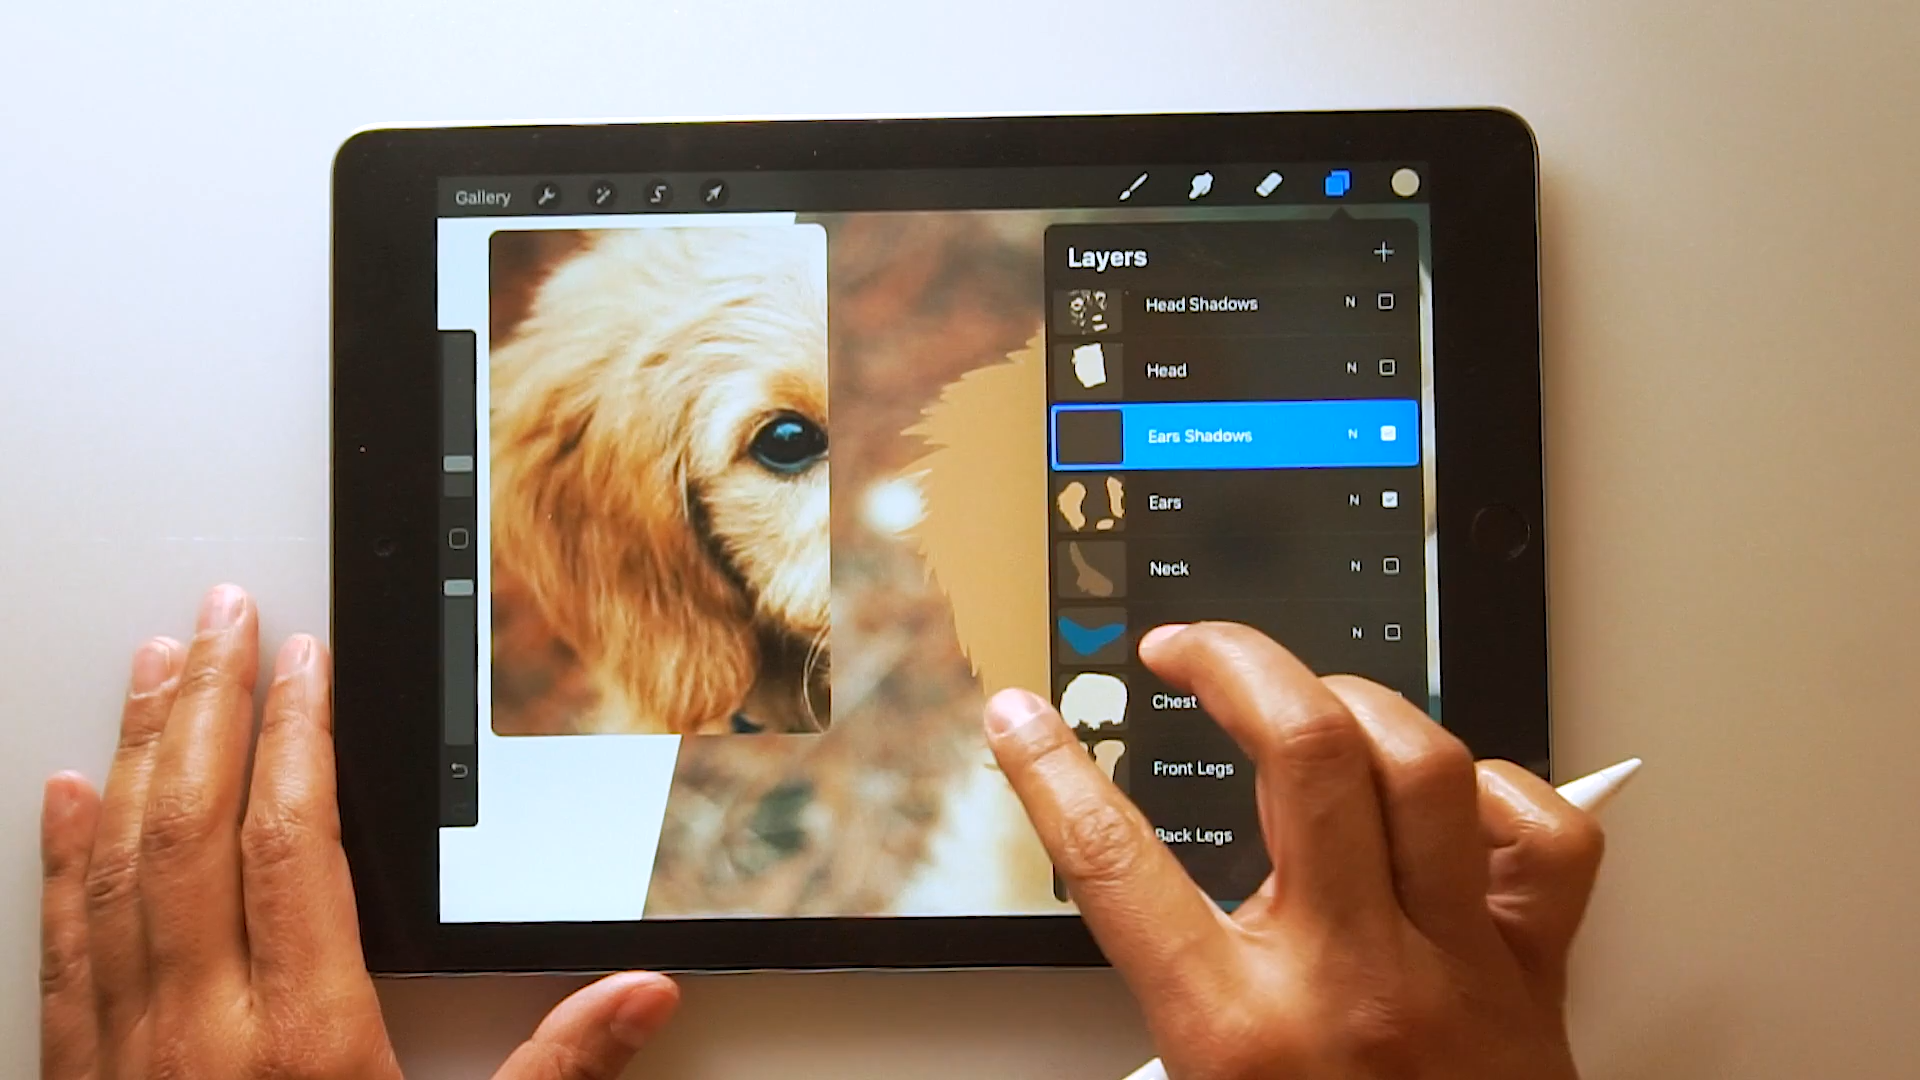 Gallery
S
Layers
Head Shadows N
Head N
Ears Shadows N
Ears N
Neck N
N
Chest
Front Legs
Back Legs